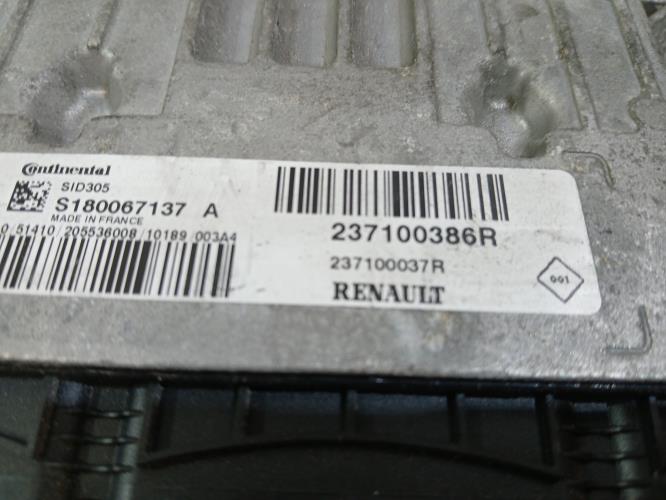 Continental
SID305
S180067137 A
MADE IN FRANCE
0 51410 / 205536008 / 10189 003A4
237100386R
237100037R
RENAULT
001